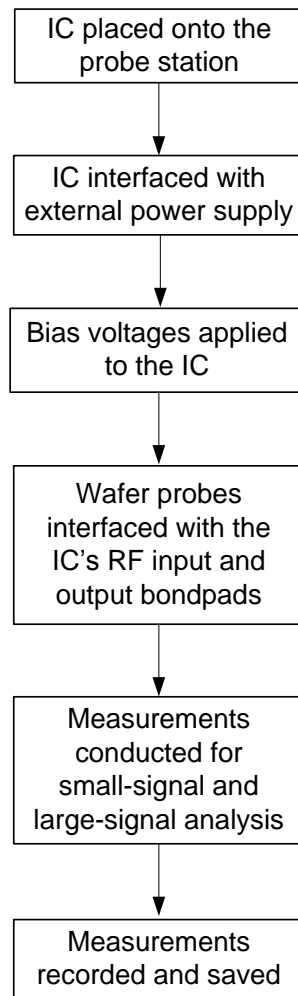 IC placed onto the
probe station
IC interfaced with
external power supply
Bias voltages applied
to the IC
Wafer probes
interfaced with the
IC’s RF input and
output bondpads
Measurements
conducted for
small-signal and
large-signal analysis
Measurements
recorded and saved